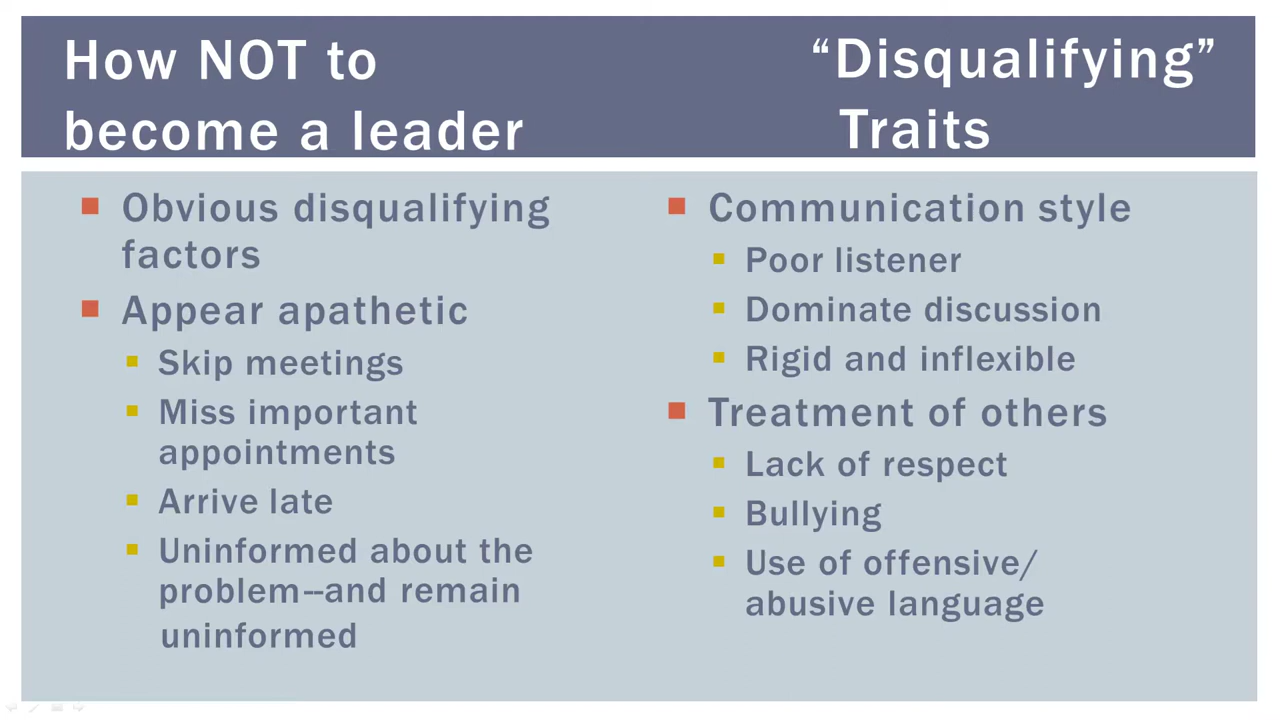 How NOT to
become a leader
“Disqualifying”
Traits
Obvious disqualifying
factors
Appear apathetic
Skip meetings
Miss important
appointments
Arrive late
Uninformed about the
problem--and remain
uninformed
Communication style
Poor listener
Dominate discussion
Rigid and inflexible
Treatment of others
Lack of respect
Bullying
Use of offensive/
abusive language